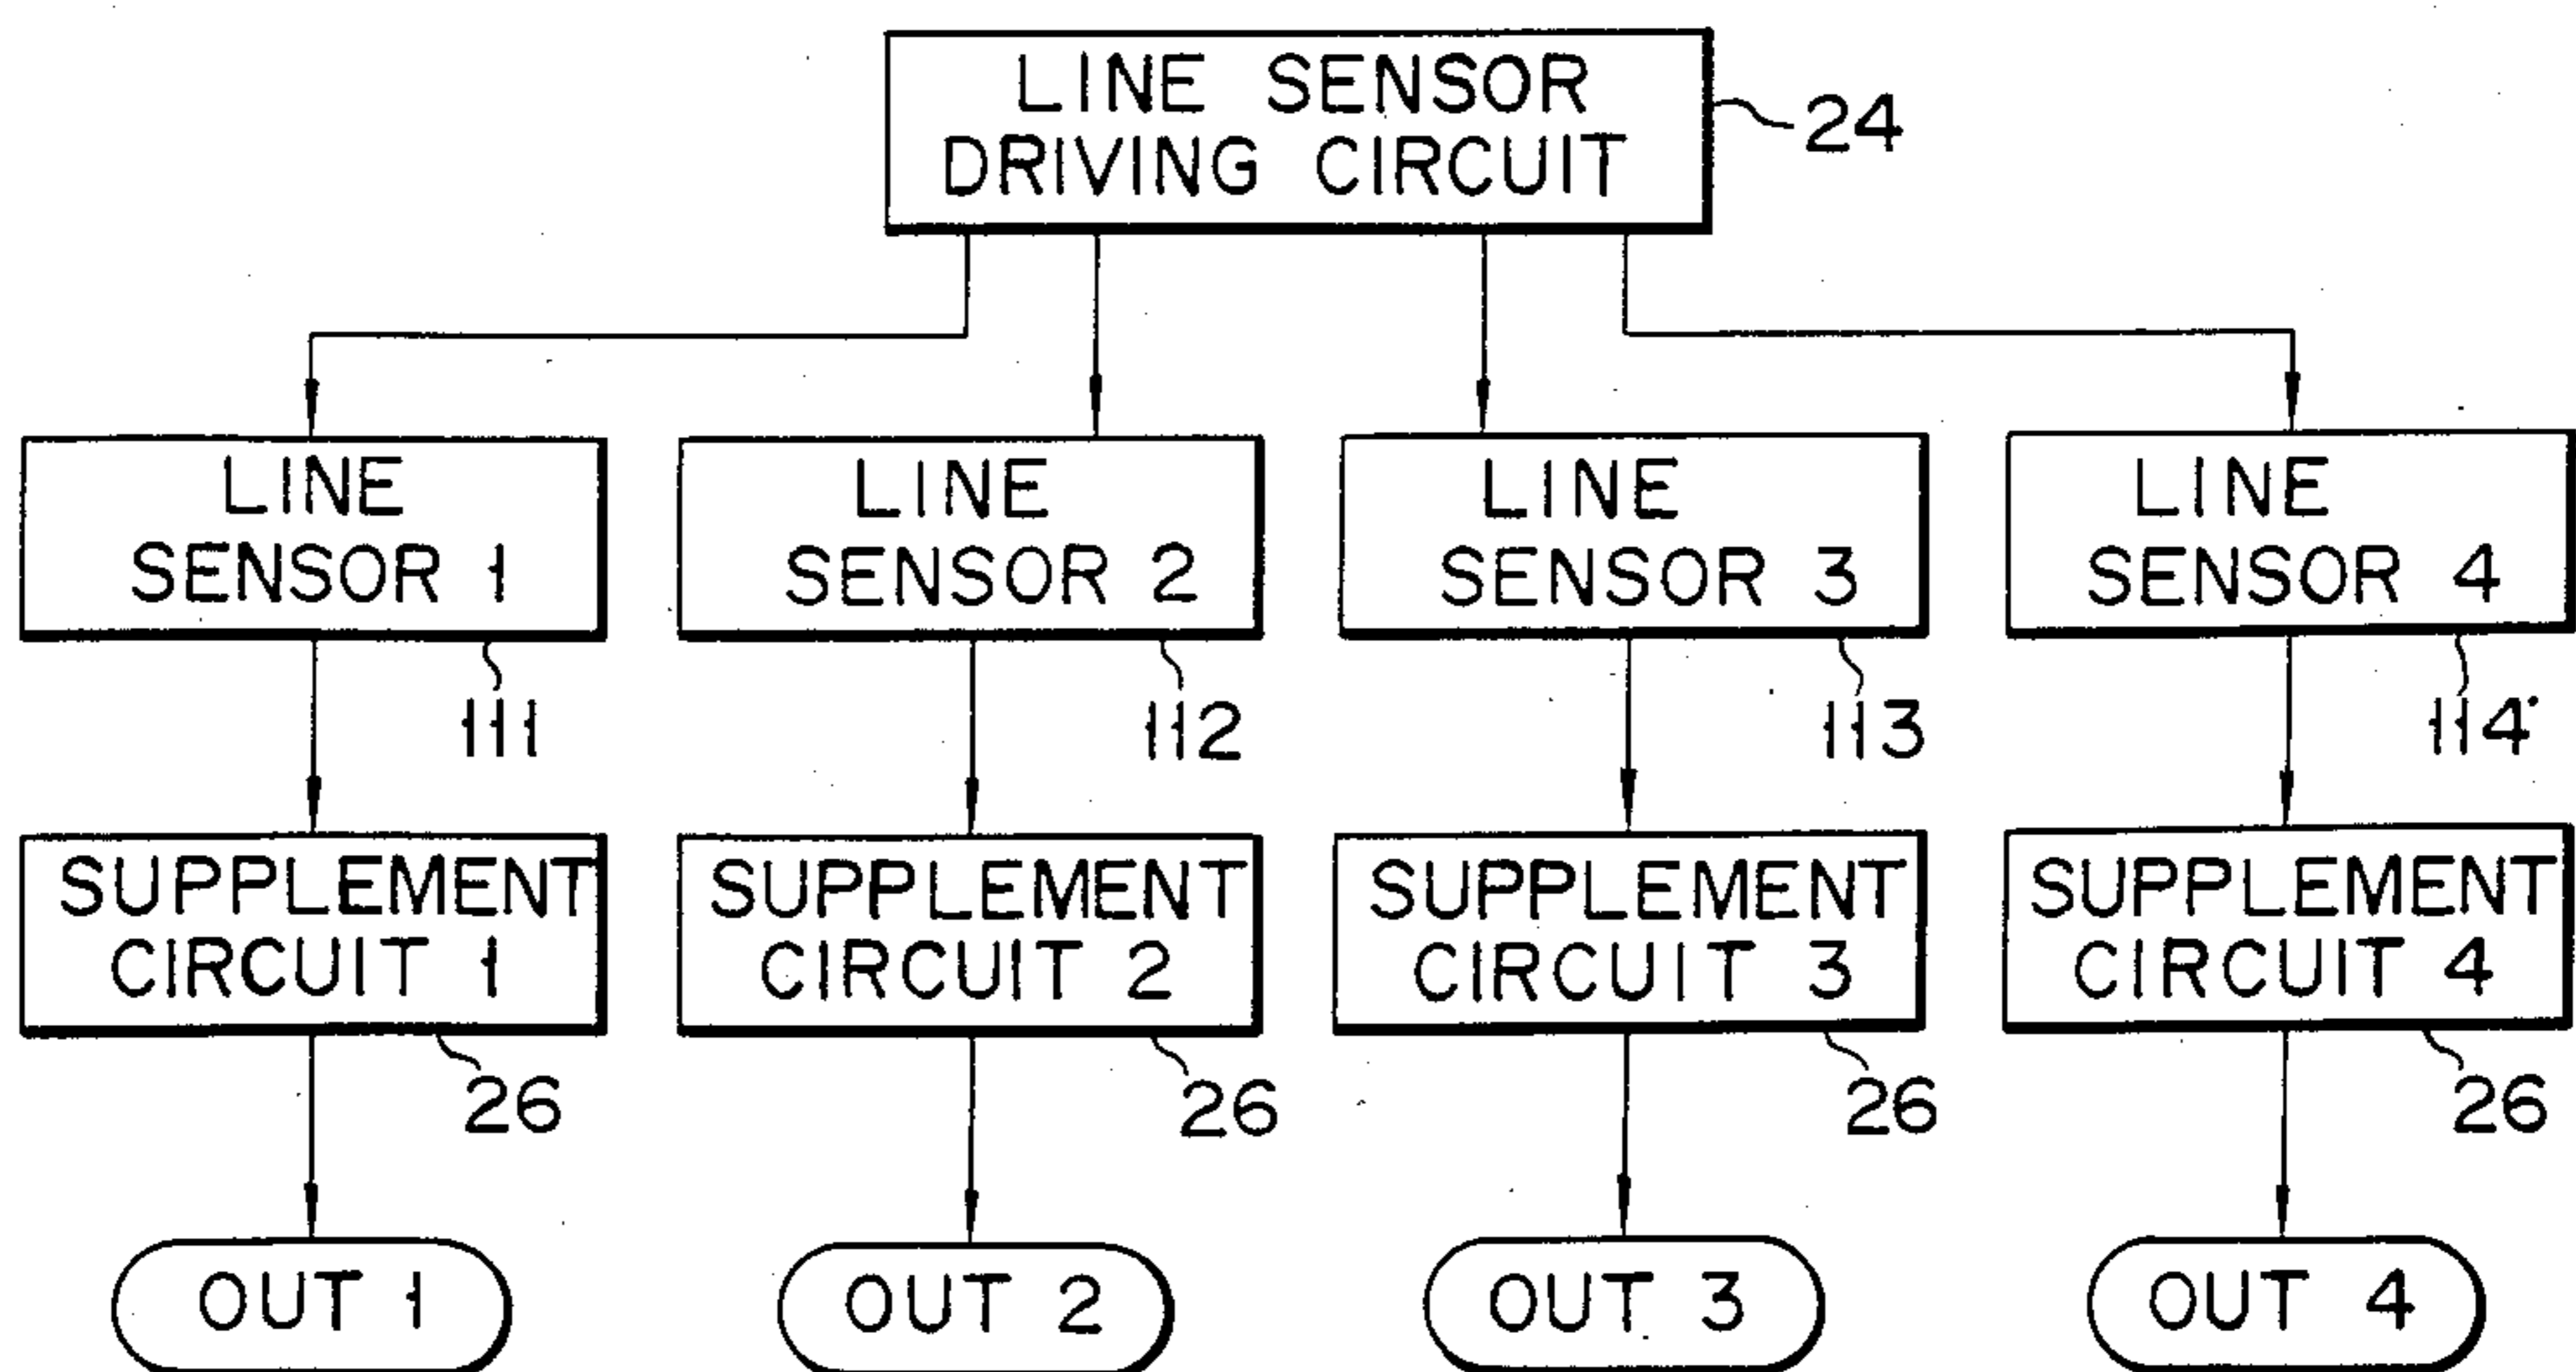 LINE SENSOR
DRIVING CIRCUIT
24
LINE
SENSOR 1
LINE
SENSOR 2
LINE
SENSOR 3
LINE
SENSOR 4
111
112
113
114
SUPPLEMENT
CIRCUIT 1
SUPPLEMENT
CIRCUIT 2
SUPPLEMENT
CIRCUIT 3
SUPPLEMENT
CIRCUIT 4
26
26
26
26
OUT 1
OUT 2
OUT 3
OUT 4